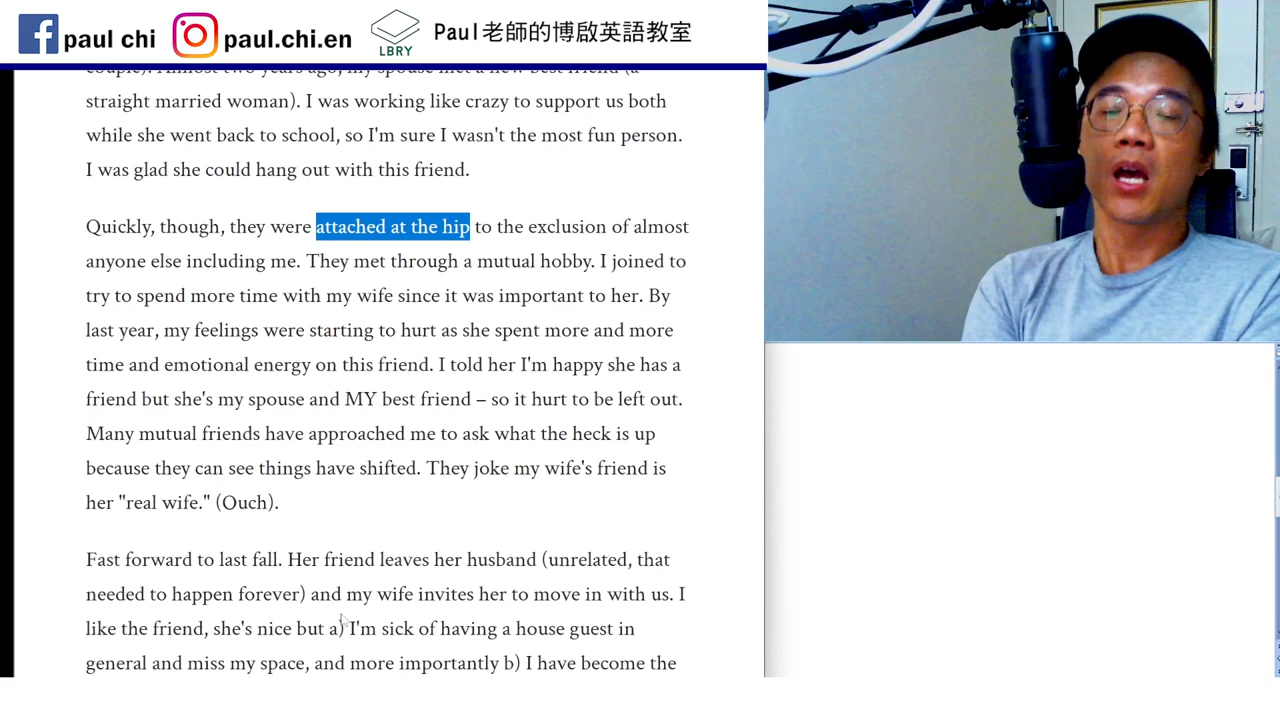 paul chi
paul.chi.en
LBRY
Paul老師的博啟英語教室
couple). Almost two years ago, my spouse met a new best friend (a
straight married woman). I was working like crazy to support us both
while she went back to school, so I'm sure I wasn't the most fun person.
I was glad she could hang out with this friend.
Quickly, though, they were attached at the hip to the exclusion of almost
anyone else including me. They met through a mutual hobby. I joined to
try to spend more time with my wife since it was important to her. By
last year, my feelings were starting to hurt as she spent more and more
time and emotional energy on this friend. I told her I'm happy she has a
friend but she's my spouse and MY best friend – so it hurt to be left out.
Many mutual friends have approached me to ask what the heck is up
because they can see things have shifted. They joke my wife's friend is
her "real wife." (Ouch).
Fast forward to last fall. Her friend leaves her husband (unrelated, that
needed to happen forever) and my wife invites her to move in with us. I
like the friend, she's nice but a) I'm sick of having a house guest in
general and miss my space, and more importantly b) I have become the